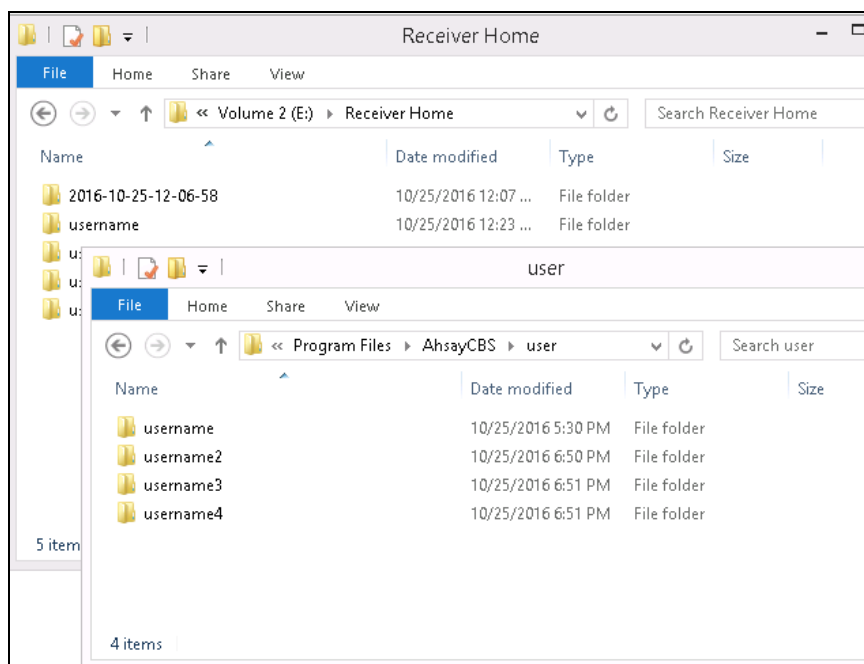 Receiver Home
File Home Share View
« Volume 2 (E:) Receiver Home Search Receiver Home
Name Date modified Type Size
2016-10-25-12-06-58 10/25/2016 12:07 ... File folder
username 10/25/2016 12:23 ... File folder
u
u
u
5 item
user
File Home Share View
« Program Files AhsayCBS user Search user
Name Date modified Type Size
username 10/25/2016 5:30 PM File folder
username2 10/25/2016 6:50 PM File folder
username3 10/25/2016 6:51 PM File folder
username4 10/25/2016 6:51 PM File folder
4 items